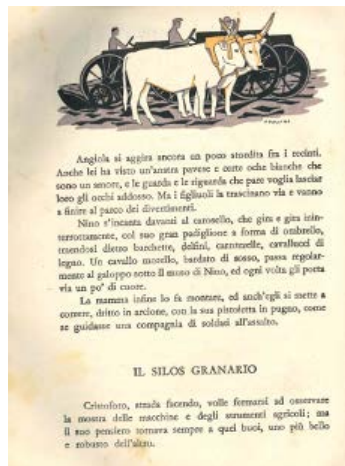 Angiola si aggira ancora un poco stordita fra i recinti.
Anche lei ha visto un'anatra pavese e certe oche bianche che
sono un amore, e le guarda e le riguarda che pare voglia lasciar
loro gli occhi addosso. Ma i figliuoli la trascinano via e vanno
a finire al parco dei divertimenti.
Nino s'incanta davanti al carosello, che gira e gira inin-
terrottamente, col suo gran padiglione a forma di ombrello,
tenendosi dietro barchette, delfini, carrozzelle, cavallucci di
legno. Un cavallo morello, bardato di rosso, passa regolar-
mente al galoppo sotto il muso di Nino, ed ogni volta gli porta
via un po' di cuore.
La mamma infine lo fa montare, ed anch'egli si mette a
correre, dritto in arcione, con la sua pistoletta in pugno, come
se guidasse una compagnia di soldati all'assalto.
IL SILOS GRANARIO
Cristoforo, strada facendo, volle fermarsi ad osservare
la mostra delle macchine e degli strumenti agricoli; ma
il suo pensiero tornava sempre a quei buoi, uno più bello
e robusto dell'altro.